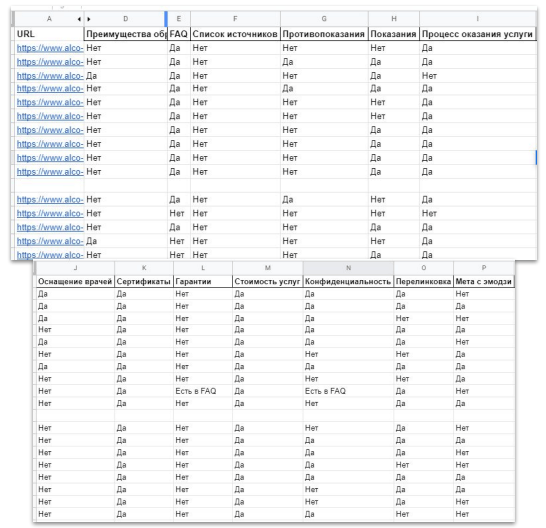 A D E F G H I
URL Преимущества обр FAQ Список источников Противопоказания Показания Процесс оказания услуги
https://www.alco- Нет Да Нет Нет Нет Да
https://www.alco- Нет Да Нет Нет Да Да
https://www.alco- Да Да Нет Нет Да Нет
https://www.alco- Нет Да Нет Да Да Да
https://www.alco- Нет Да Нет Нет Нет Да
https://www.alco- Нет Да Нет Нет Да Да
https://www.alco- Нет Да Нет Нет Да Да
https://www.alco- Нет Да Нет Нет Да Да
https://www.alco- Нет Да Нет Нет Да Да
https://www.alco- Нет Да Нет Да Нет Да
https://www.alco- Нет Нет Нет Нет Нет Нет
https://www.alco- Нет Да Нет Нет Да Да
https://www.alco- Да Нет Нет Нет Нет Да
https://www.alco- Нет Нет Нет Нет Да Да
J K L M N O P
Оснащение врачей Сертификаты Гарантии Стоимость услуг Конфиденциальность Перелинковка Мета с эмодзи
Да Да Нет Да Да Да Нет
Да Да Нет Да Да Да Да
Да Да Нет Да Да Нет Нет
Нет Да Нет Да Да Да Да
Да Да Нет Да Да Да Нет
Нет Да Нет Да Нет Нет Да
Да Да Нет Да Да Да Да
Нет Да Нет Да Нет Нет Да
Нет Да Есть в FAQ Да Есть в FAQ Да Нет
Нет Да Нет Да Нет Да Да
Нет Да Нет Да Нет Да Нет
Нет Да Нет Да Да Да Да
Нет Да Нет Да Да Да Нет
Нет Да Нет Да Да Нет Нет
Нет Да Нет Да Да Да Да
Нет Да Нет Да Нет Да Нет
Нет Да Нет Да Да Да Да
Нет Да Нет Да Да Нет Нет